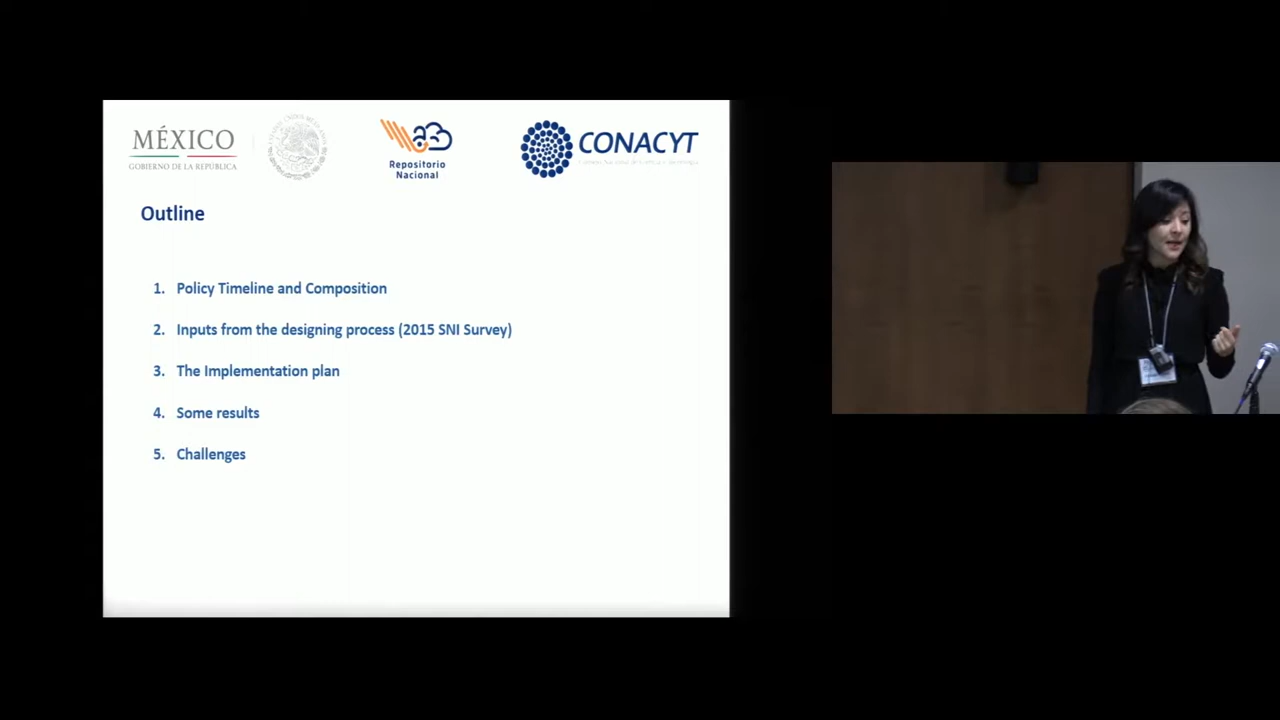 MÉXICO
GOBIERNO DE LA REPÚBLICA
Repositorio
Nacional
CONACYT
Outline
1. Policy Timeline and Composition
2. Inputs from the designing process (2015 SNI Survey)
3. The Implementation plan
4. Some results
5. Challenges